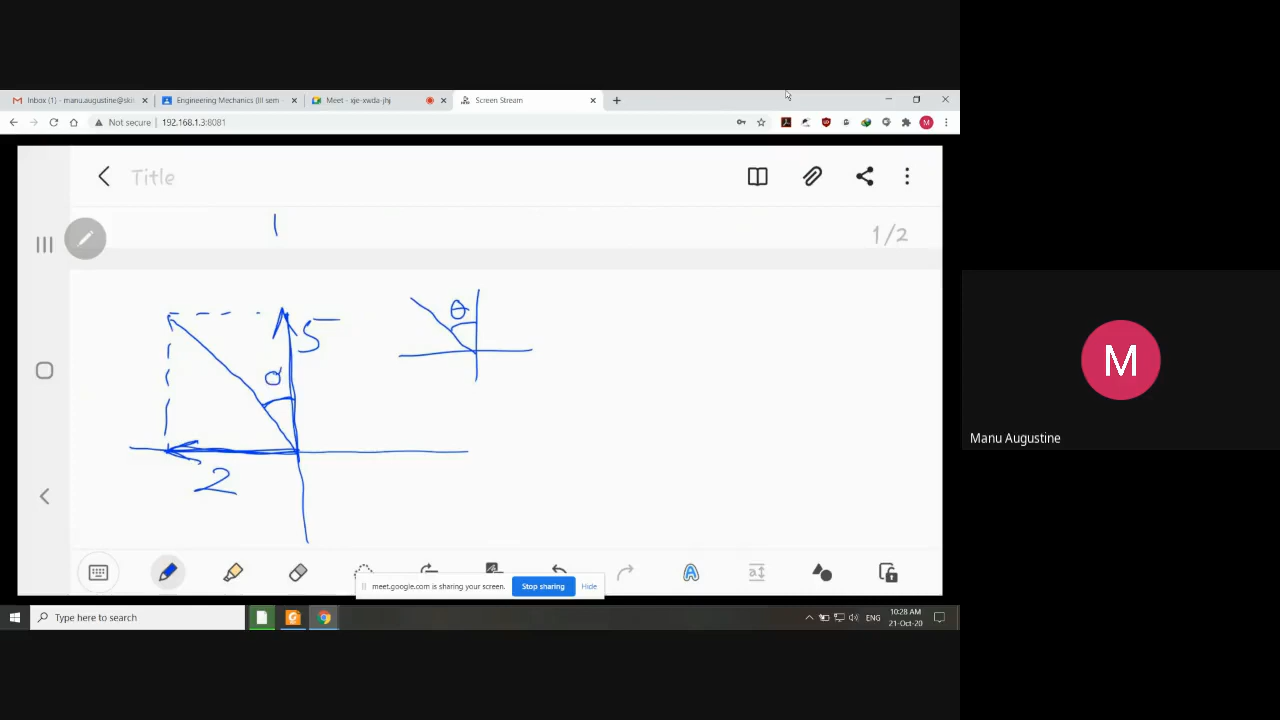 Inbox (1) - manu.augustine@ski
Engineering Mechanics (III sem -
Meet - xje-xwda-jhj
Screen Stream
Not secure
192.168.1.3:8081
Title
1/2
5
θ
2
meet.google.com is sharing your screen.
Stop sharing
Hide
Type here to search
ENG
10:28 AM
21-Oct-20
M
Manu Augustine